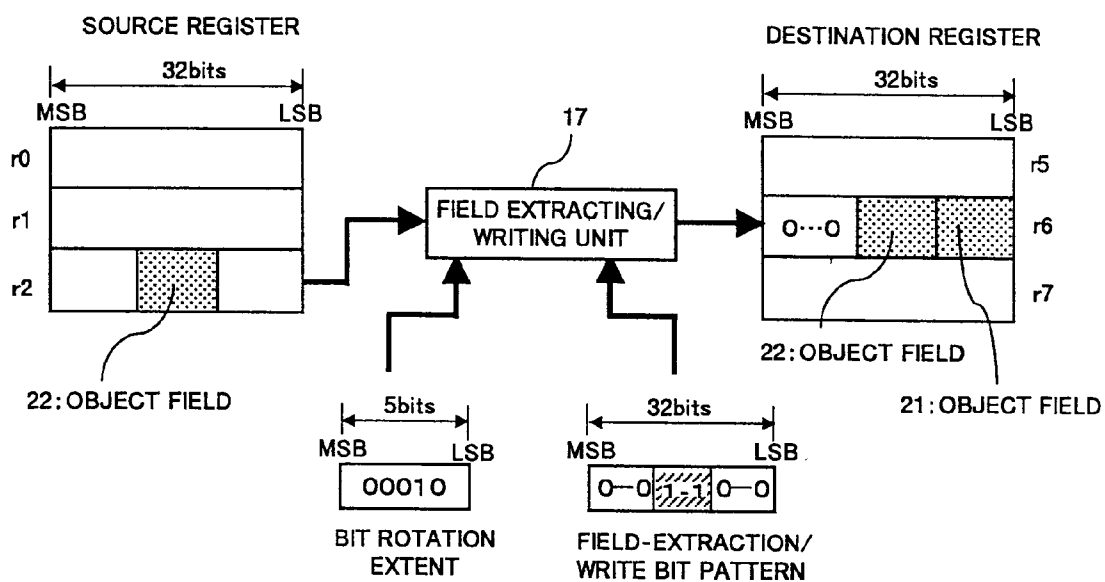 SOURCE REGISTER
DESTINATION REGISTER
32bits
32bits
MSB
LSB
MSB
LSB
17
r0
r5
r1
FIELD EXTRACTING/
WRITING UNIT
0···0
r6
r2
r7
22:OBJECT FIELD
22:OBJECT FIELD
21:OBJECT FIELD
5bits
32bits
MSB
LSB
MSB
LSB
00010
0—0
1-1
0—0
BIT ROTATION
EXTENT
FIELD-EXTRACTION/
WRITE BIT PATTERN